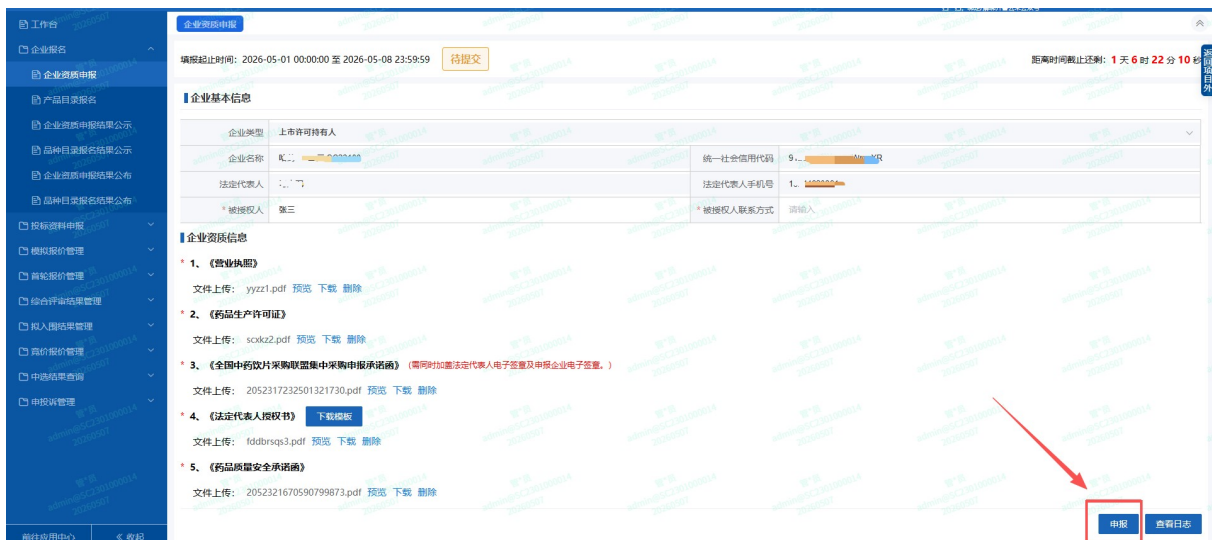 工作台
企业资质申报
企业报名
填报起止时间: 2026-05-01 00:00:00 至 2026-05-08 23:59:59 待提交
距离时间截止还剩: 1 天 6 时 22 分 10 秒
返回项目外
企业资质申报
产品目录报名
企业资质申报结果公示
品种目录报名结果公示
企业资质申报结果公布
品种目录报名结果公布
投标资料申报
模拟报价管理
首轮报价管理
综合评审结果管理
拟入围结果管理
竞价报价管理
中选结果查询
申投诉管理
前往应用中心
《 收起
企业基本信息
企业类型 上市许可持有人
企业名称
统一社会信用代码 9
法定代表人
法定代表人手机号 1
* 被授权人 张三
* 被授权人联系方式 请输入
企业资质信息
* 1、《营业执照》
文件上传: yyzz1.pdf 预览 下载 删除
* 2、《药品生产许可证》
文件上传: scxkz2.pdf 预览 下载 删除
* 3、《全国中药饮片采购联盟集中采购申报承诺函》(需同时加盖法定代表人电子签章及申报企业电子签章。)
文件上传: 2052317232501321730.pdf 预览 下载 删除
* 4、《法定代表人授权书》 下载模板
文件上传: fddbrsqs3.pdf 预览 下载 删除
* 5、《药品质量安全承诺函》
文件上传: 2052321670590799873.pdf 预览 下载 删除
申报
查看日志